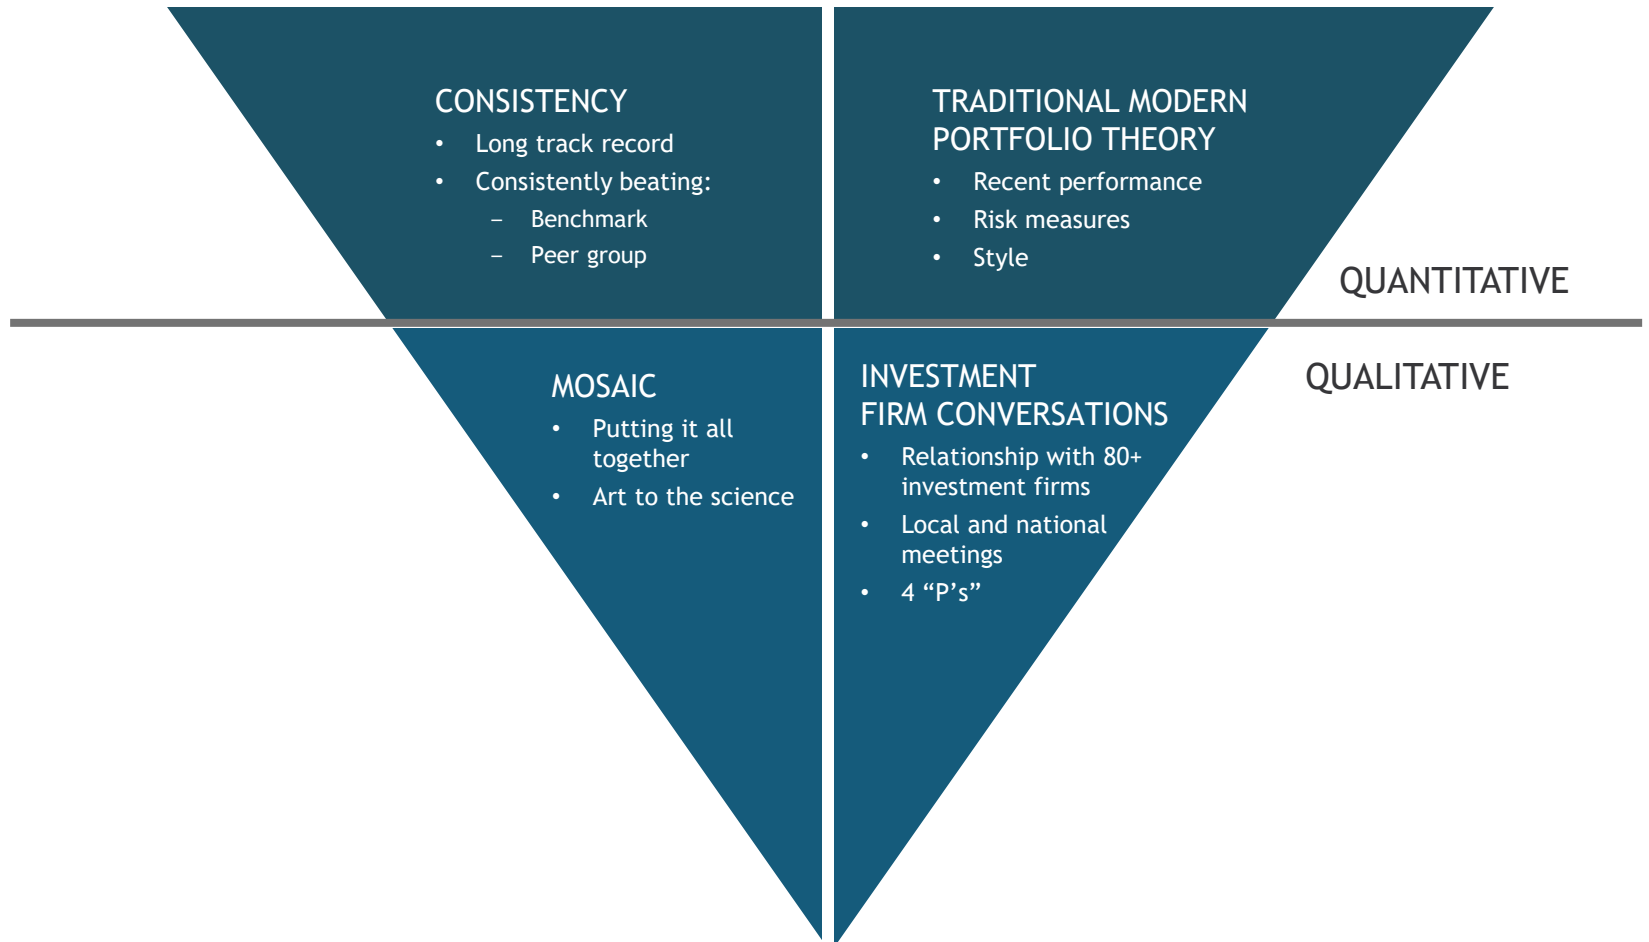 CONSISTENCY
• Long track record
• Consistently beating:
– Benchmark
– Peer group
TRADITIONAL MODERN
PORTFOLIO THEORY
• Recent performance
• Risk measures
• Style
QUANTITATIVE
QUALITATIVE
MOSAIC
• Putting it all
together
• Art to the science
INVESTMENT
FIRM CONVERSATIONS
• Relationship with 80+
investment firms
• Local and national
meetings
• 4 “P’s”